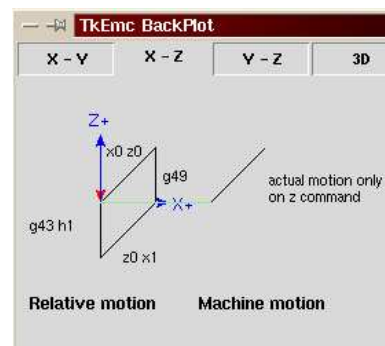 TkEmc BackPlot
X - Y X - Z Y - Z 3D
Z+
x0 z0
g49
actual motion only
X+
on z command
g43 h1
z0 x1
Relative motion Machine motion